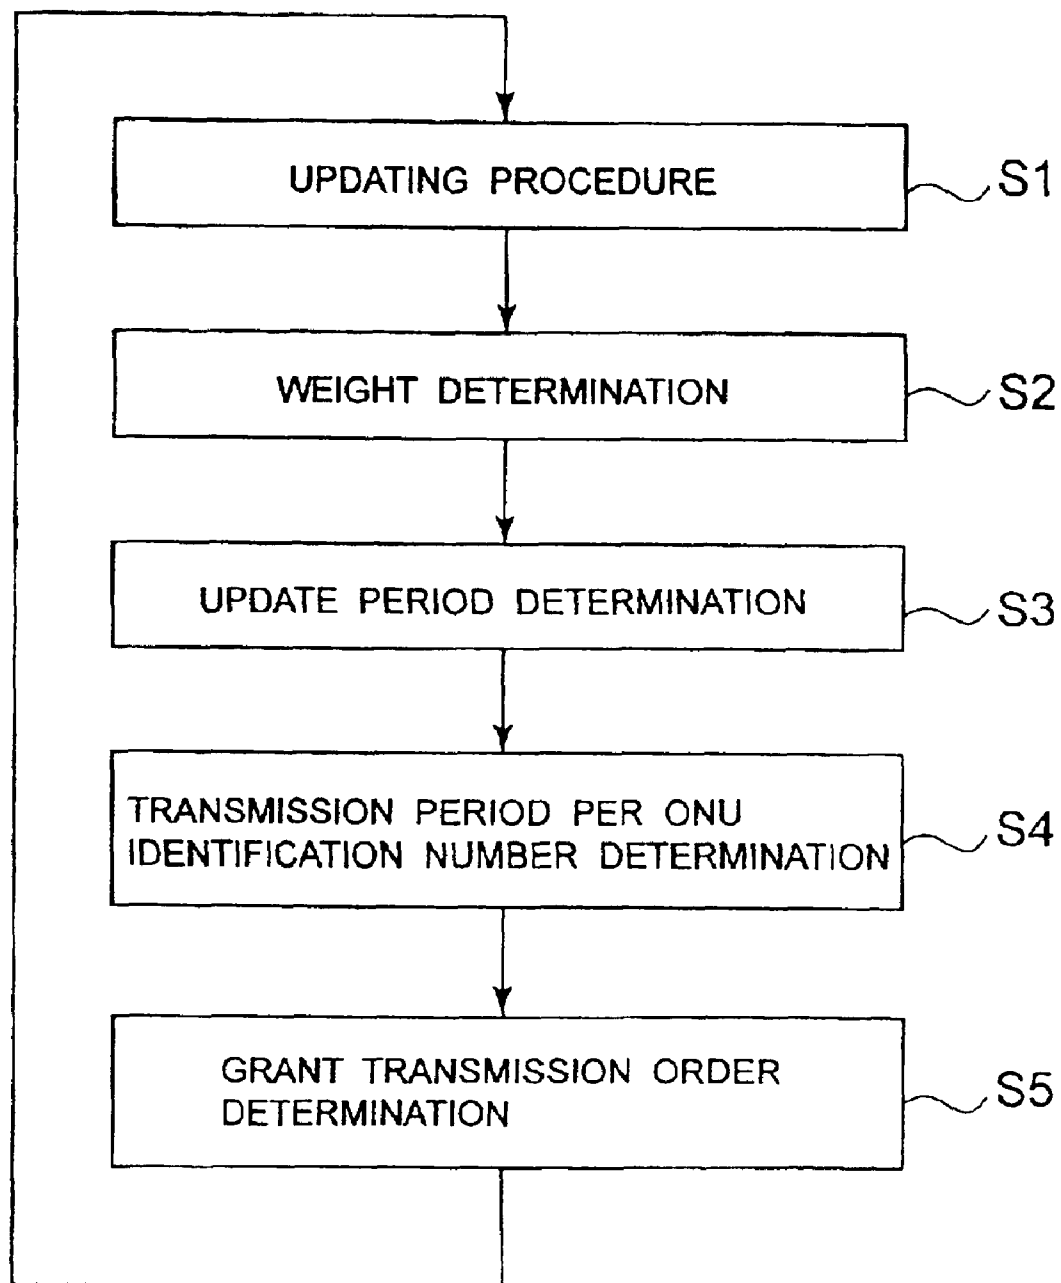 UPDATING PROCEDURE
S1
WEIGHT DETERMINATION
S2
UPDATE PERIOD DETERMINATION
S3
TRANSMISSION PERIOD PER ONU
IDENTIFICATION NUMBER DETERMINATION
S4
GRANT TRANSMISSION ORDER
DETERMINATION
S5